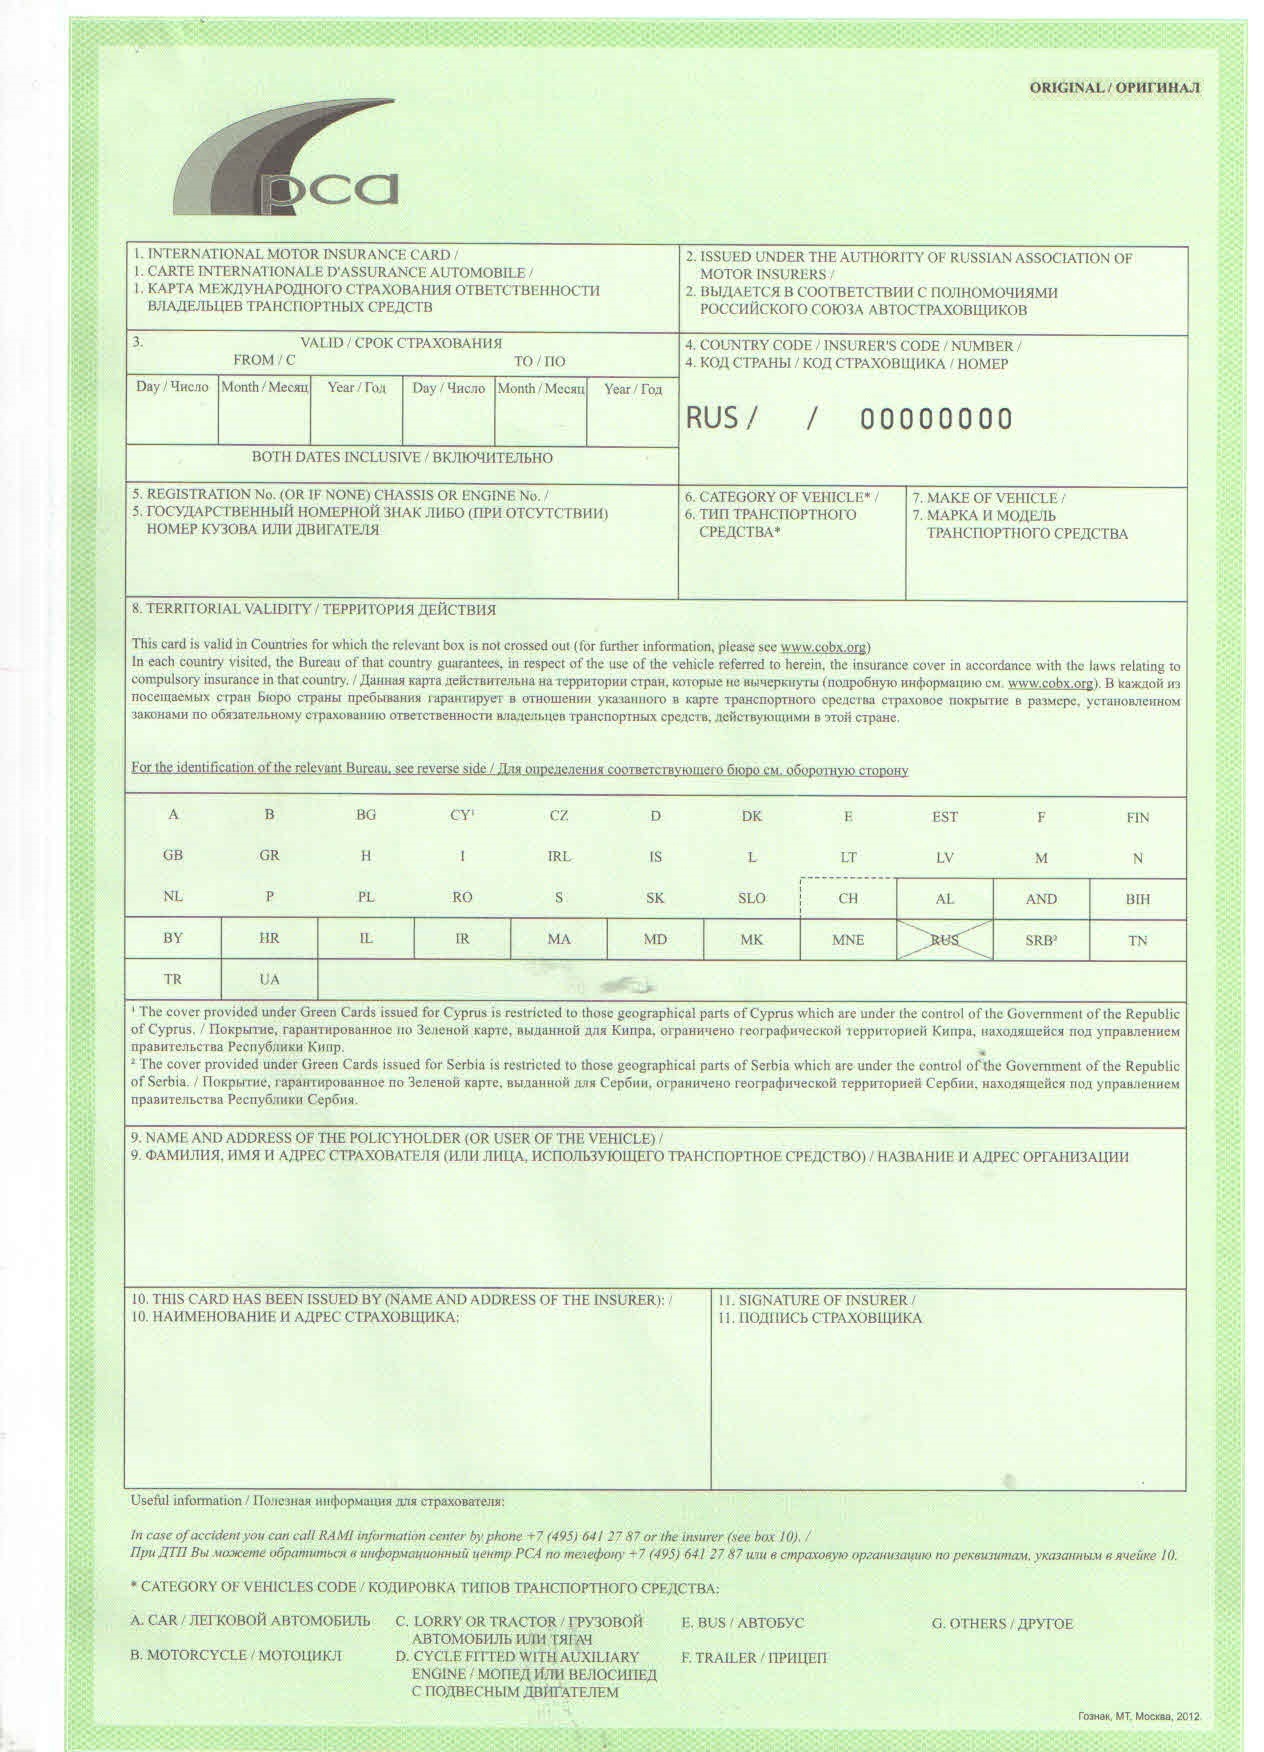 ORIGINAL / ОРИГИНАЛ
рса
1. INTERNATIONAL MOTOR INSURANCE CARD /
1. CARTE INTERNATIONALE D'ASSURANCE AUTOMOBILE /
1. КАРТА МЕЖДУНАРОДНОГО СТРАХОВАНИЯ ОТВЕТСТВЕННОСТИ
ВЛАДЕЛЬЦЕВ ТРАНСПОРТНЫХ СРЕДСТВ
2. ISSUED UNDER THE AUTHORITY OF RUSSIAN ASSOCIATION OF
MOTOR INSURERS /
2. ВЫДАЕТСЯ В СООТВЕТСТВИИ С ПОЛНОМОЧИЯМИ
РОССИЙСКОГО СОЮЗА АВТОСТРАХОВЩИКОВ
3. VALID / СРОК СТРАХОВАНИЯ
FROM / С TO / ПО
Day / Число Month / Месяц Year / Год Day / Число Month / Месяц Year / Год
BOTH DATES INCLUSIVE / ВКЛЮЧИТЕЛЬНО
4. COUNTRY CODE / INSURER'S CODE / NUMBER /
4. КОД СТРАНЫ / КОД СТРАХОВЩИКА / НОМЕР
RUS / / 00000000
5. REGISTRATION No. (OR IF NONE) CHASSIS OR ENGINE No. /
5. ГОСУДАРСТВЕННЫЙ НОМЕРНОЙ ЗНАК ЛИБО (ПРИ ОТСУТСТВИИ)
НОМЕР КУЗОВА ИЛИ ДВИГАТЕЛЯ
6. CATEGORY OF VEHICLE* /
6. ТИП ТРАНСПОРТНОГО
СРЕДСТВА*
7. MAKE OF VEHICLE /
7. МАРКА И МОДЕЛЬ
ТРАНСПОРТНОГО СРЕДСТВА
8. TERRITORIAL VALIDITY / ТЕРРИТОРИЯ ДЕЙСТВИЯ
This card is valid in Countries for which the relevant box is not crossed out (for further information, please see www.cobx.org)
In each country visited, the Bureau of that country guarantees, in respect of the use of the vehicle referred to herein, the insurance cover in accordance with the laws relating to
compulsory insurance in that country. / Данная карта действительна на территории стран, которые не вычеркнуты (подробную информацию см. www.cobx.org). В каждой из
посещаемых стран Бюро страны пребывания гарантирует в отношении указанного в карте транспортного средства страховое покрытие в размере, установленном
законами по обязательному страхованию ответственности владельцев транспортных средств, действующими в этой стране.
For the identification of the relevant Bureau, see reverse side / Для определения соответствующего бюро см. оборотную сторону
A B BG CY¹ CZ D DK E EST F FIN
GB GR H I IRL IS L LT LV M N
NL P PL RO S SK SLO CH AL AND BIH
BY HR IL IR MA MD MK MNE RUS SRB² TN
TR UA
¹ The cover provided under Green Cards issued for Cyprus is restricted to those geographical parts of Cyprus which are under the control of the Government of the Republic
of Cyprus. / Покрытие, гарантированное по Зеленой карте, выданной для Кипра, ограничено географической территорией Кипра, находящейся под управлением
правительства Республики Кипр.
² The cover provided under Green Cards issued for Serbia is restricted to those geographical parts of Serbia which are under the control of the Government of the Republic
of Serbia. / Покрытие, гарантированное по Зеленой карте, выданной для Сербии, ограничено географической территорией Сербии, находящейся под управлением
правительства Республики Сербия.
9. NAME AND ADDRESS OF THE POLICYHOLDER (OR USER OF THE VEHICLE) /
9. ФАМИЛИЯ, ИМЯ И АДРЕС СТРАХОВАТЕЛЯ (ИЛИ ЛИЦА, ИСПОЛЬЗУЮЩЕГО ТРАНСПОРТНОЕ СРЕДСТВО) / НАЗВАНИЕ И АДРЕС ОРГАНИЗАЦИИ
10. THIS CARD HAS BEEN ISSUED BY (NAME AND ADDRESS OF THE INSURER): /
10. НАИМЕНОВАНИЕ И АДРЕС СТРАХОВЩИКА:
11. SIGNATURE OF INSURER /
11. ПОДПИСЬ СТРАХОВЩИКА
Useful information / Полезная информация для страхователя:
In case of accident you can call RAMI information center by phone +7 (495) 641 27 87 or the insurer (see box 10). /
При ДТП Вы можете обратиться в информационный центр РСА по телефону +7 (495) 641 27 87 или в страховую организацию по реквизитам, указанным в ячейке 10.
* CATEGORY OF VEHICLES CODE / КОДИРОВКА ТИПОВ ТРАНСПОРТНОГО СРЕДСТВА:
A. CAR / ЛЕГКОВОЙ АВТОМОБИЛЬ
B. MOTORCYCLE / МОТОЦИКЛ
C. LORRY OR TRACTOR / ГРУЗОВОЙ
АВТОМОБИЛЬ ИЛИ ТЯГАЧ
D. CYCLE FITTED WITH AUXILIARY
ENGINE / МОПЕД ИЛИ ВЕЛОСИПЕД
С ПОДВЕСНЫМ ДВИГАТЕЛЕМ
E. BUS / АВТОБУС
F. TRAILER / ПРИЦЕП
G. OTHERS / ДРУГОЕ
Гознак, МТ, Москва, 2012.